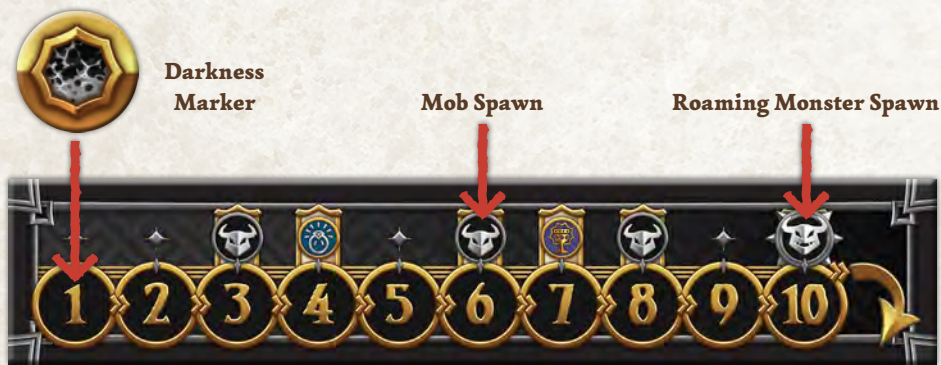 Darkness
Marker
Mob Spawn
Roaming Monster Spawn
1 2 3 4 5 6 7 8 9 10